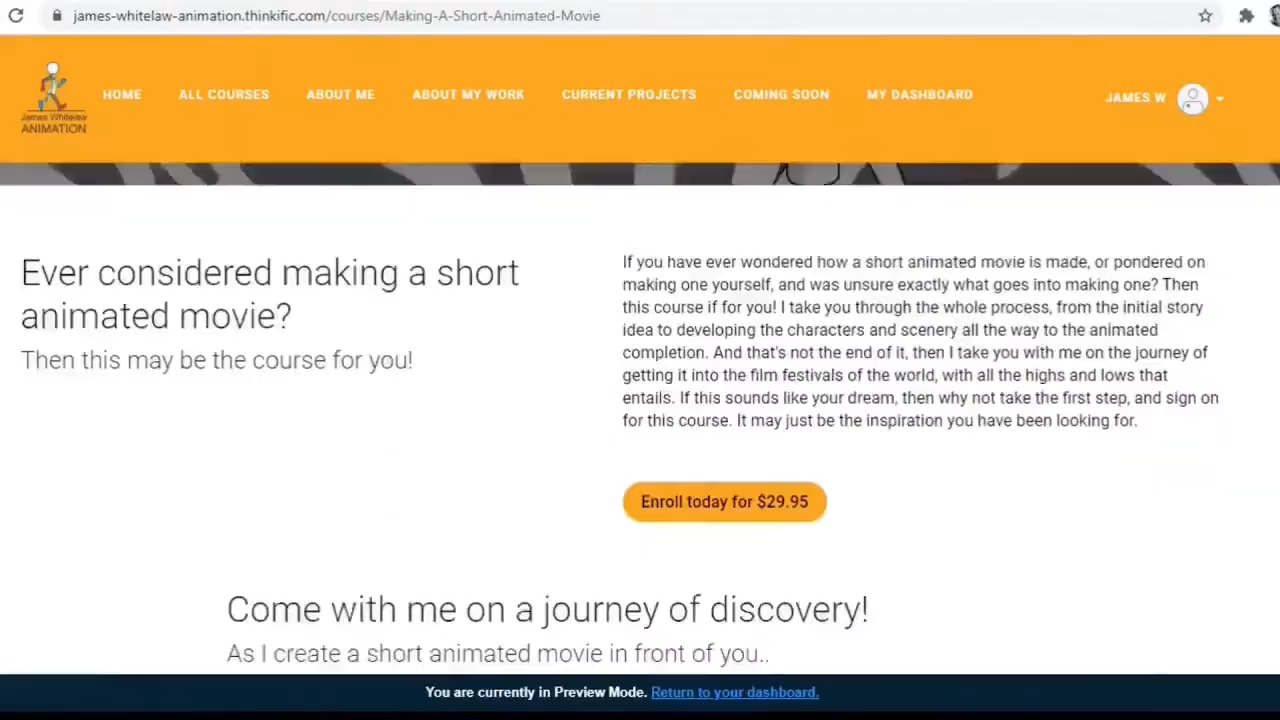 james-whitelaw-animation.thinkific.com/courses/Making-A-Short-Animated-Movie
James Whitelaw
ANIMATION
HOME
ALL COURSES
ABOUT ME
ABOUT MY WORK
CURRENT PROJECTS
COMING SOON
MY DASHBOARD
JAMES W
Ever considered making a short
animated movie?
Then this may be the course for you!
If you have ever wondered how a short animated movie is made, or pondered on
making one yourself, and was unsure exactly what goes into making one? Then
this course if for you! I take you through the whole process, from the initial story
idea to developing the characters and scenery all the way to the animated
completion. And that's not the end of it, then I take you with me on the journey of
getting it into the film festivals of the world, with all the highs and lows that
entails. If this sounds like your dream, then why not take the first step, and sign on
for this course. It may just be the inspiration you have been looking for.
Enroll today for $29.95
Come with me on a journey of discovery!
As I create a short animated movie in front of you..
You are currently in Preview Mode. Return to your dashboard.